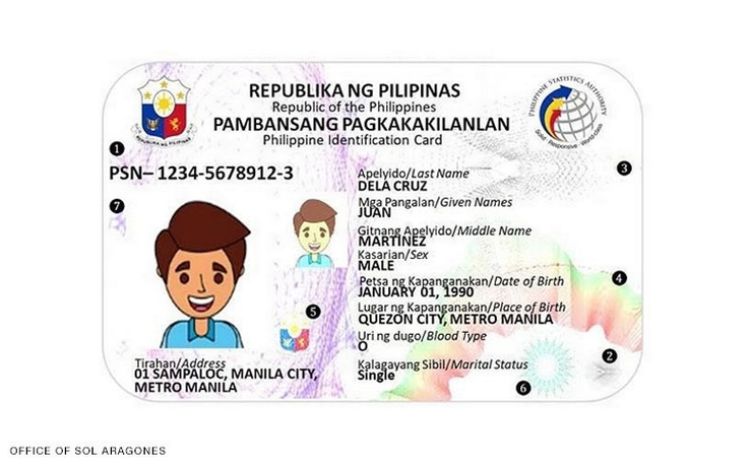 REPUBLIKA NG PILIPINAS
Republic of the Philippines
PAMBANSANG PAGKAKAKILANLAN
Philippine Identification Card
REPUBLIKA NG PILIPINAS
PHILIPPINE STATISTICS AUTHORITY
Solid • Responsive • World-class
1
PSN– 1234-5678912-3
7
5
Tirahan/Address
01 SAMPALOC, MANILA CITY,
METRO MANILA
Apelyido/Last Name
DELA CRUZ
3
Mga Pangalan/Given Names
JUAN
Gitnang Apelyido/Middle Name
MARTINEZ
Kasarian/Sex
MALE
Petsa ng Kapanganakan/Date of Birth
4
JANUARY 01, 1990
Lugar ng Kapanganakan/Place of Birth
QUEZON CITY, METRO MANILA
Uri ng dugo/Blood Type
O
2
Kalagayang Sibil/Marital Status
Single
6
OFFICE OF SOL ARAGONES